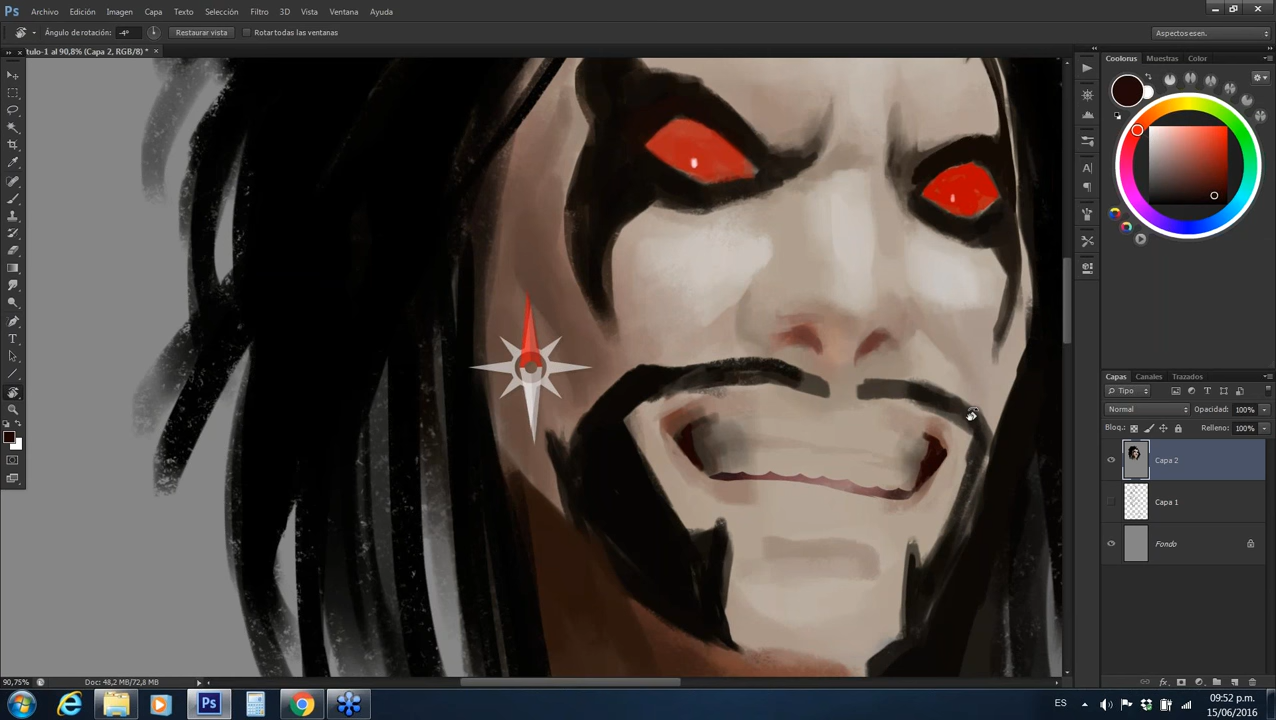 Ps Archivo Edición Imagen Capa Texto Selección Filtro 3D Vista Ventana Ayuda
Ángulo de rotación: -4° Restaurar vista Rotar todas las ventanas Aspectos esen.
tulo-1 al 90,8% (Capa 2, RGB/8) *
Coolorus Muestras Color
Capas Canales Trazados
Tipo
Normal Opacidad: 100%
Bloq.: Relleno: 100%
Capa 2
Capa 1
Fondo
90,75% Doc: 48,2 MB/72,8 MB
Ps ES 09:52 p.m.
15/06/2016